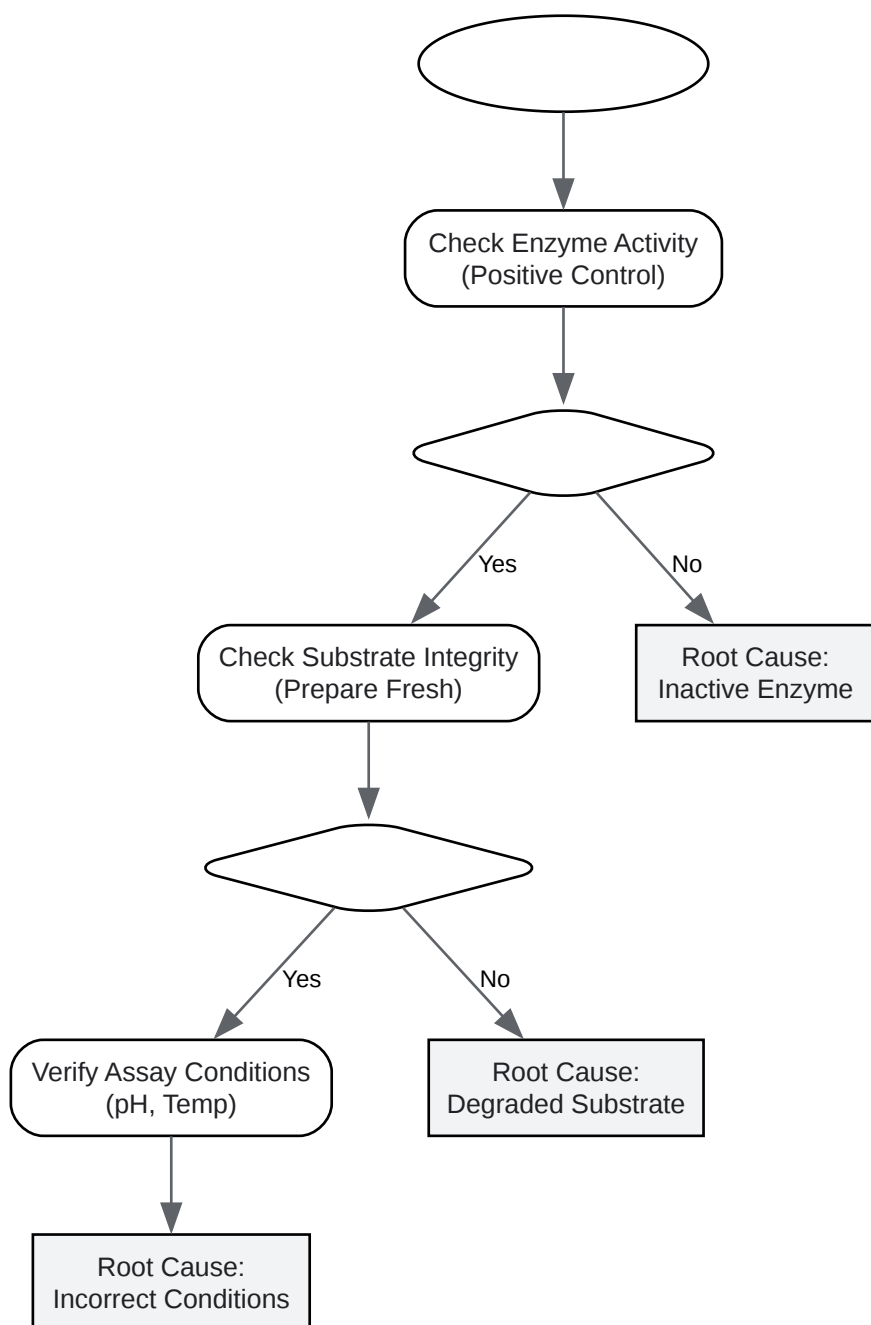 Check Enzyme Activity
(Positive Control)
Yes
No
Check Substrate Integrity
(Prepare Fresh)
Root Cause:
Inactive Enzyme
Yes
No
Verify Assay Conditions
(pH, Temp)
Root Cause:
Degraded Substrate
Root Cause:
Incorrect Conditions